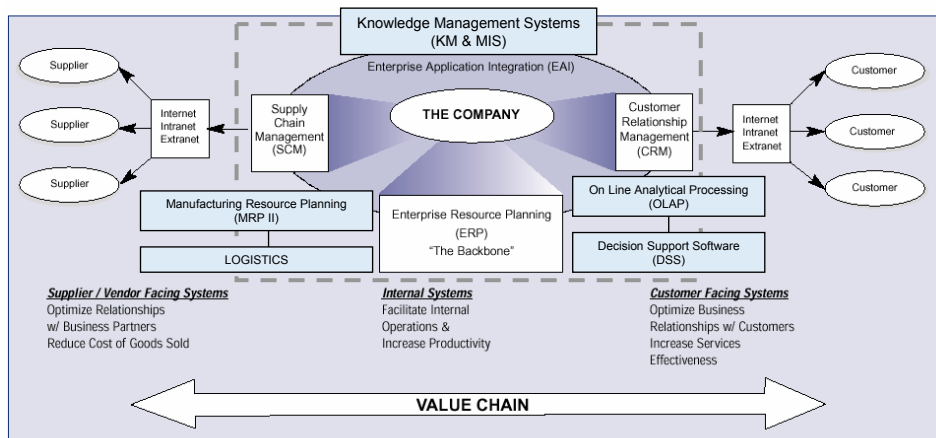 Knowledge Management Systems
(KM & MIS)
Enterprise Application Integration (EAI)
Supplier
Supplier
Supplier
Internet
Intranet
Extranet
Supply
Chain
Management
(SCM)
THE COMPANY
Customer
Relationship
Management
(CRM)
Internet
Intranet
Extranet
Customer
Customer
Customer
Manufacturing Resource Planning
(MRP II)
LOGISTICS
Enterprise Resource Planning
(ERP)
“The Backbone”
On Line Analytical Processing
(OLAP)
Decision Support Software
(DSS)
Supplier / Vendor Facing Systems
Optimize Relationships
w/ Business Partners
Reduce Cost of Goods Sold
Internal Systems
Facilitate Internal
Operations &
Increase Productivity
Customer Facing Systems
Optimize Business
Relationships w/ Customers
Increase Services
Effectiveness
VALUE CHAIN